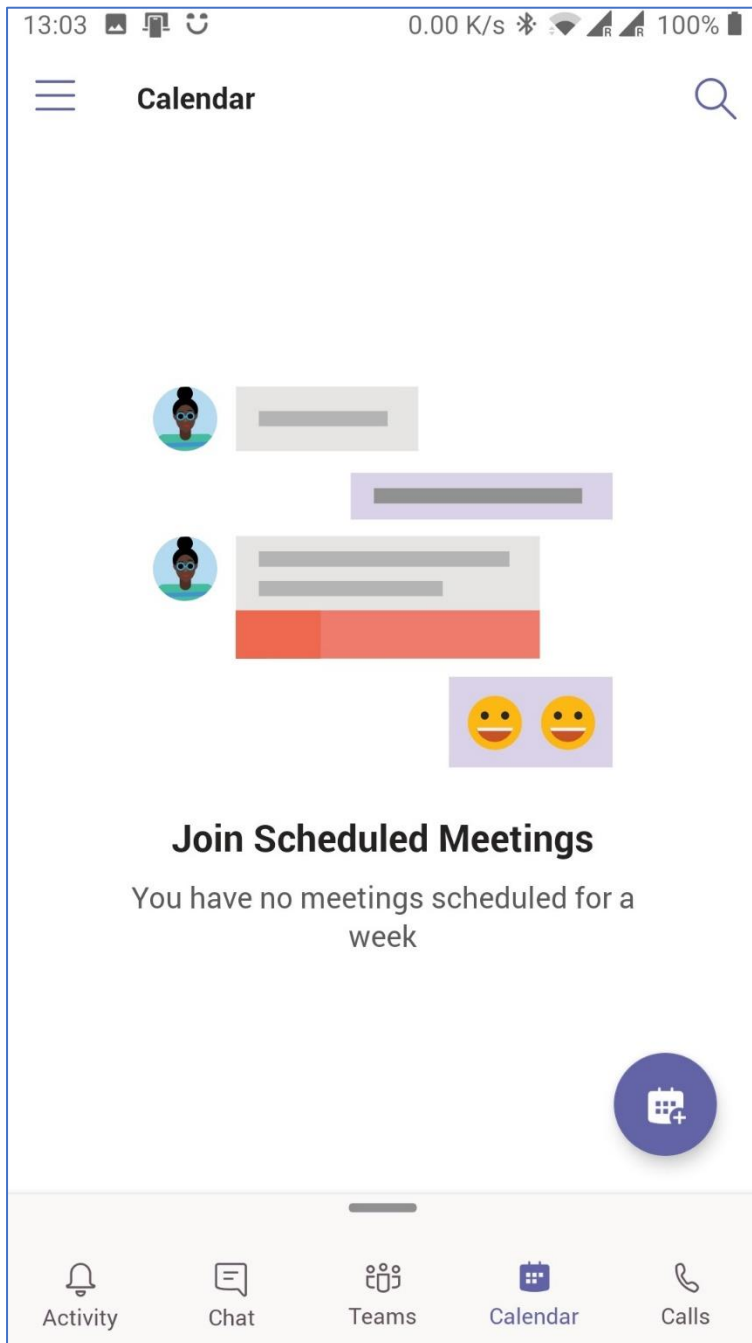 13:03 0.00 K/s R R 100%
Calendar
Join Scheduled Meetings
You have no meetings scheduled for a
week
Activity Chat Teams Calendar Calls